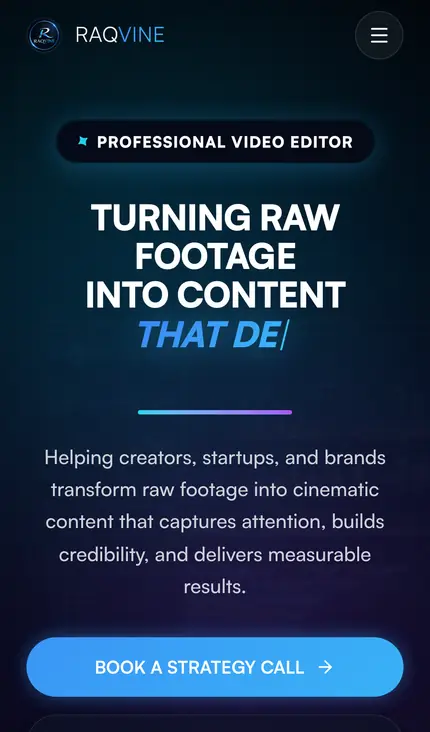 RAQVINE
RAQVINE
PROFESSIONAL VIDEO EDITOR
TURNING RAW
FOOTAGE
INTO CONTENT
THAT DE
Helping creators, startups, and brands
transform raw footage into cinematic
content that captures attention, builds
credibility, and delivers measurable
results.
BOOK A STRATEGY CALL →